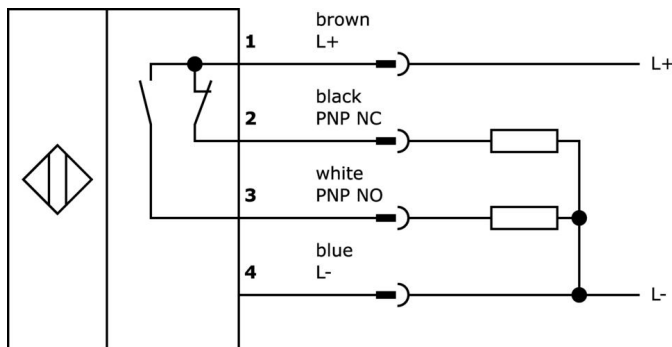 brown
1 L+
L+
black
2 PNP NC
white
3 PNP NO
blue
4 L-
L-